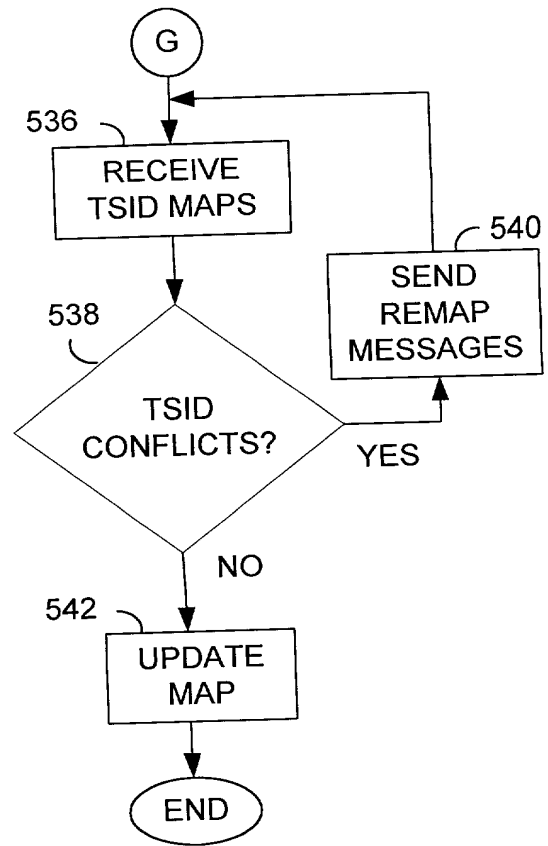 G
536
RECEIVE
TSID MAPS
540
SEND
REMAP
MESSAGES
538
TSID
CONFLICTS?
YES
NO
542
UPDATE
MAP
END